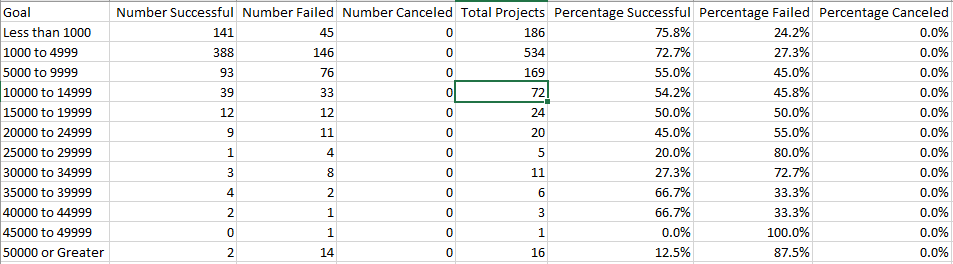 Goal Number Successful Number Failed Number Canceled Total Projects Percentage Successful Percentage Failed Percentage Canceled
Less than 1000 141 45 0 186 75.8% 24.2% 0.0%
1000 to 4999 388 146 0 534 72.7% 27.3% 0.0%
5000 to 9999 93 76 0 169 55.0% 45.0% 0.0%
10000 to 14999 39 33 0 72 54.2% 45.8% 0.0%
15000 to 19999 12 12 0 24 50.0% 50.0% 0.0%
20000 to 24999 9 11 0 20 45.0% 55.0% 0.0%
25000 to 29999 1 4 0 5 20.0% 80.0% 0.0%
30000 to 34999 3 8 0 11 27.3% 72.7% 0.0%
35000 to 39999 4 2 0 6 66.7% 33.3% 0.0%
40000 to 44999 2 1 0 3 66.7% 33.3% 0.0%
45000 to 49999 0 1 0 1 0.0% 100.0% 0.0%
50000 or Greater 2 14 0 16 12.5% 87.5% 0.0%